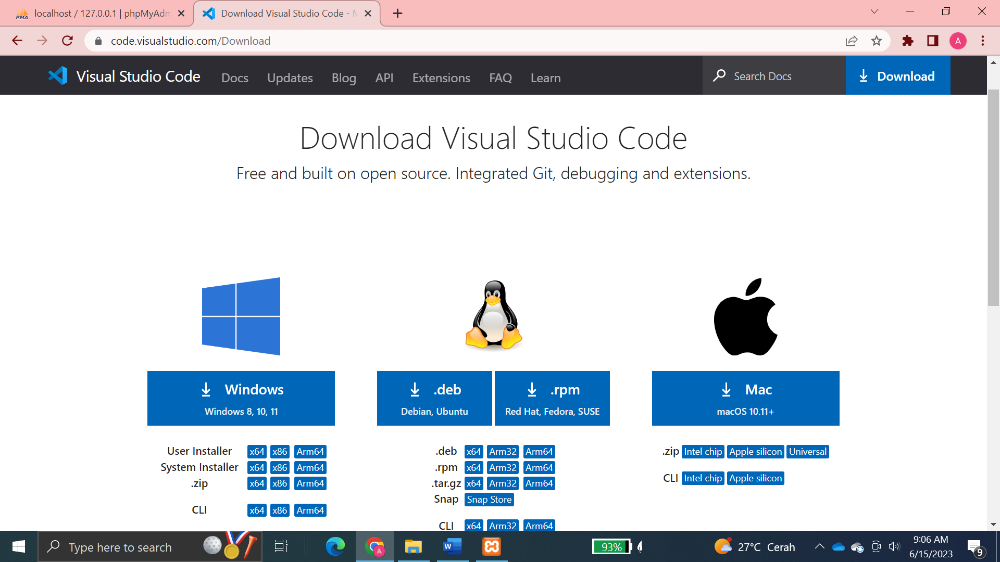 localhost / 127.0.0.1 | phpMyAdm
Download Visual Studio Code - M
code.visualstudio.com/Download
A
Visual Studio Code
Docs
Updates
Blog
API
Extensions
FAQ
Learn
Search Docs
Download
Download Visual Studio Code
Free and built on open source. Integrated Git, debugging and extensions.
Windows
Windows 8, 10, 11
.deb
Debian, Ubuntu
.rpm
Red Hat, Fedora, SUSE
Mac
macOS 10.11+
User Installer x64 x86 Arm64
System Installer x64 x86 Arm64
.zip x64 x86 Arm64
CLI x64 x86 Arm64
.deb x64 Arm32 Arm64
.rpm x64 Arm32 Arm64
.tar.gz x64 Arm32 Arm64
Snap Snap Store
CLI x64 Arm32 Arm64
.zip Intel chip Apple silicon Universal
CLI Intel chip Apple silicon
Type here to search
A
W
93%
27°C Cerah
9:06 AM
6/15/2023
9
PMA